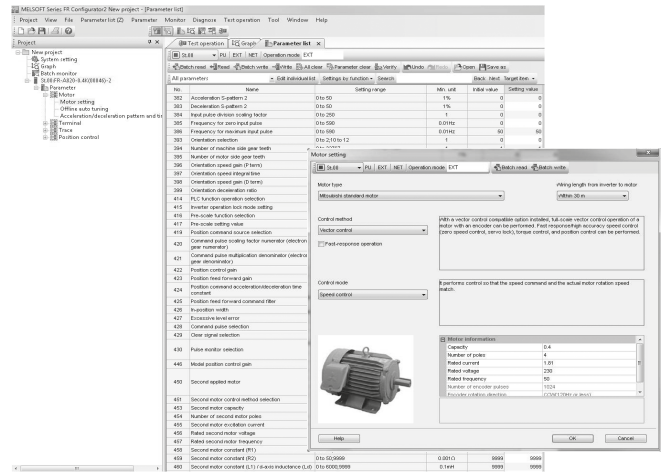 MELSOFT Series FR Configurator2 New project - [Parameter list]
Project View File Parameter list (Z) Parameter Monitor Diagnose Test operation Tool Window Help
Project
New project
System setting
Graph
Batch monitor
Parameter
Motor
Motor setting
Offline auto tuning
Acceleration/deceleration pattern and tri
Terminal
Trace
Position control
Test operation Graph Parameter list
St.00 PU EXT NET Operation mode EXT
Batch read Read Batch write Write All clear Parameter clear Verify Undo Open Save as
All parameters Edit individual list Settings by function Search Back Next Target item
No. Name Setting range Min. unit Initial value Setting value
382 Acceleration S-pattern 2 0 to 50 1% 0 0
383 Deceleration S-pattern 2 0 to 50 1% 0 0
384 Input pulse division scaling factor 0 to 250 1 0 0
385 Frequency for zero input pulse 0 to 590 0.01Hz 0 0
386 Frequency for maximum input pulse 0 to 590 0.01Hz 50 50
393 Orientation selection 0 to 2;10 to 12 1 0 0
394 Number of machine side gear teeth
395 Number of motor side gear teeth
396 Orientation speed gain (P term)
397 Orientation speed integral time
398 Orientation speed gain (D term)
399 Orientation deceleration ratio
414 PLC function operation selection
415 Inverter operation lock mode setting
416 Pre-scale function selection
417 Pre-scale setting value
419 Position command source selection
420 Command pulse scaling factor numerator (electron
gear numerator)
421 Command pulse multiplication denominator (electron
gear denominator)
422 Position control gain
423 Position feed forward gain
424 Position command acceleration/deceleration time
constant
425 Position feed forward command filter
426 In-position width
427 Excessive level error
428 Command pulse selection
429 Clear signal selection
430 Pulse monitor selection
446 Model position control gain
450 Second applied motor
451 Second motor control method selection
453 Second motor capacity
454 Number of second motor poles
455 Second motor excitation current
456 Rated second motor voltage
457 Rated second motor frequency
458 Second motor constant (R1)
459 Second motor constant (R2) 0 to 50;9999 0.001Ω 9999 9999
460 Second motor constant (L1) / d-axis inductance (Ld) 0 to 6000;9999 0.1mH 9999 9999
Motor setting
St.00 PU EXT NET Operation mode EXT Batch read Batch write
Motor type
Mitsubishi standard motor
Wiring length from inverter to motor
Within 30 m
Control method
Vector control
Fast-response operation
With a vector control compatible option installed, full-scale vector control operation of a
motor with an encoder can be performed. Fast response/high accuracy speed control
(zero speed control, servo lock), torque control, and position control can be performed.
Control mode
Speed control
It performs control so that the speed command and the actual motor rotation speed
match.
Motor information
Capacity 0.4
Number of poles 4
Rated current 1.81
Rated voltage 230
Rated frequency 50
Number of encoder pulses 1024
Encoder rotation direction
Help OK Cancel